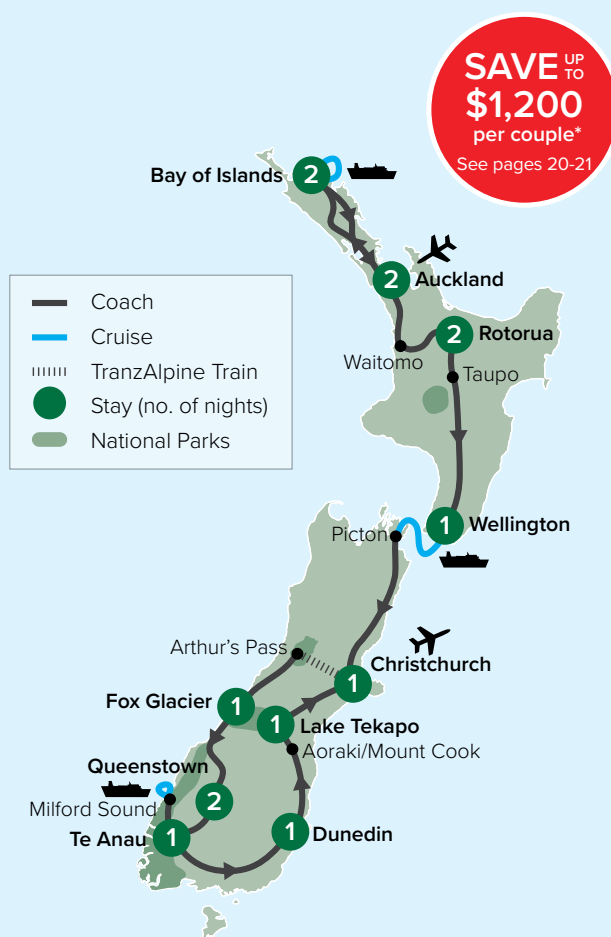 SAVE UP TO
$1,200
per couple*
See pages 20-21
Bay of Islands
2
2
Auckland
Coach
Cruise
TranzAlpine Train
Stay (no. of nights)
National Parks
2
Rotorua
Waitomo
Taupo
1
Wellington
Picton
Arthur's Pass
Christchurch
1
Fox Glacier
1
1
Lake Tekapo
Aoraki/Mount Cook
Queenstown
2
Milford Sound
Te Anau
1
1
Dunedin